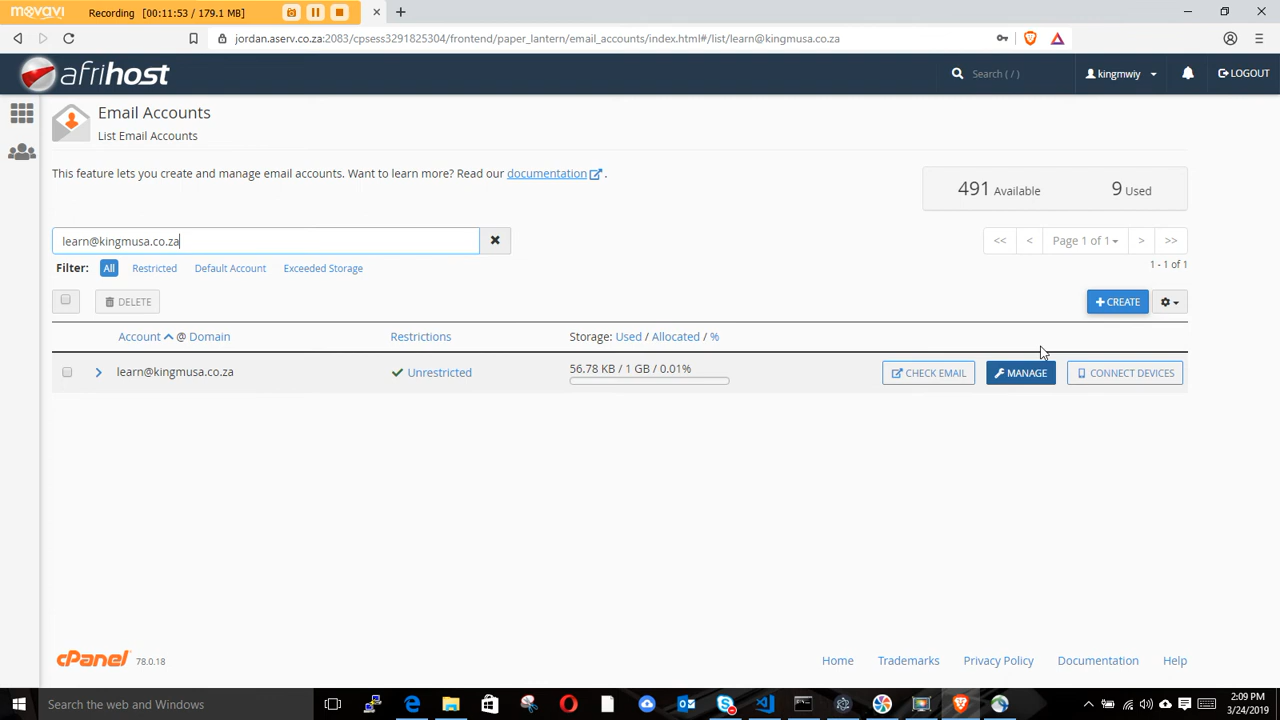 movavi Recording [00:11:53 / 179.1 MB]
jordan.aserv.co.za:2083/cpsess3291825304/frontend/paper_lantern/email_accounts/index.html#/list/learn@kingmusa.co.za
afrihost Search ( / ) kingmwiy LOGOUT
Email Accounts
List Email Accounts
This feature lets you create and manage email accounts. Want to learn more? Read our documentation .
491 Available 9 Used
learn@kingmusa.co.za
<< < Page 1 of 1 > >>
Filter: All Restricted Default Account Exceeded Storage
1 - 1 of 1
DELETE
+ CREATE
Account @ Domain Restrictions Storage: Used / Allocated / %
learn@kingmusa.co.za Unrestricted 56.78 KB / 1 GB / 0.01% CHECK EMAIL MANAGE CONNECT DEVICES
cPanel 78.0.18 Home Trademarks Privacy Policy Documentation Help
Search the web and Windows
2:09 PM
3/24/2019